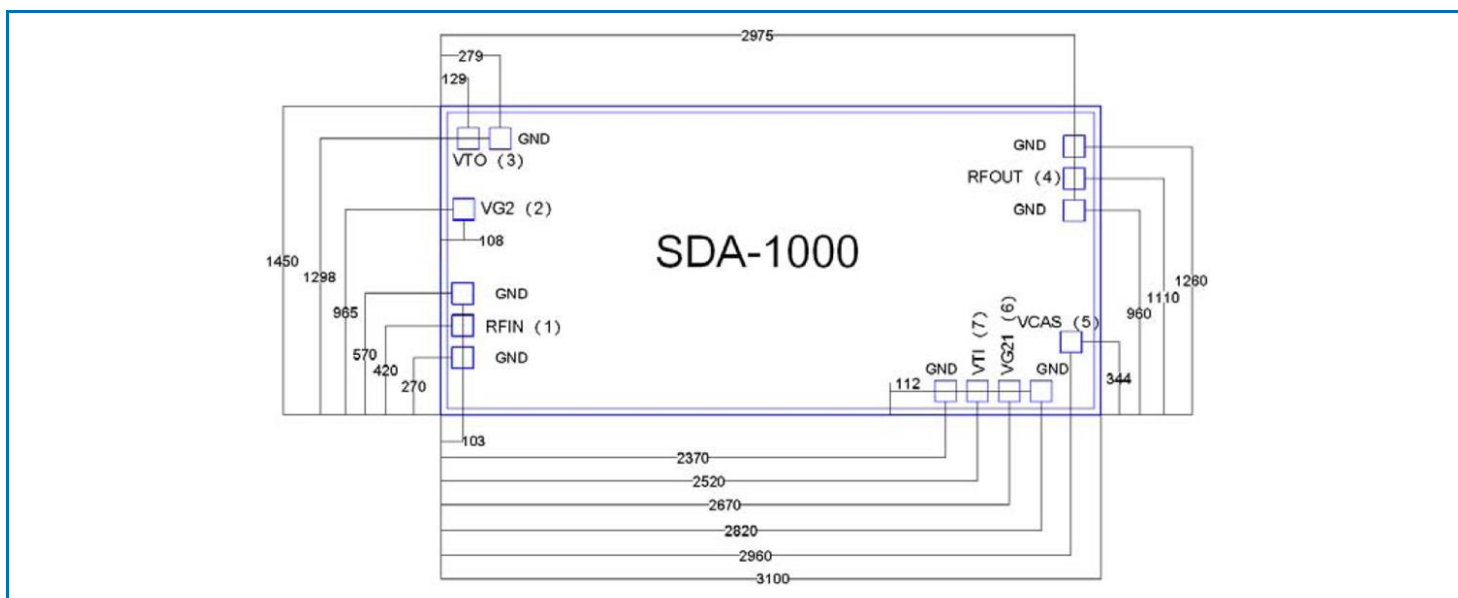 2975
279
129
GND
VTO (3)
GND
RFOUT (4)
GND
VG2 (2)
108
SDA-1000
1450
1298
965
570
420
270
GND
RFIN (1)
GND
103
1260
1110
960
344
VCAS (5)
VG21 (6)
VTI (7)
GND
GND
112
2370
2520
2670
2820
2960
3100